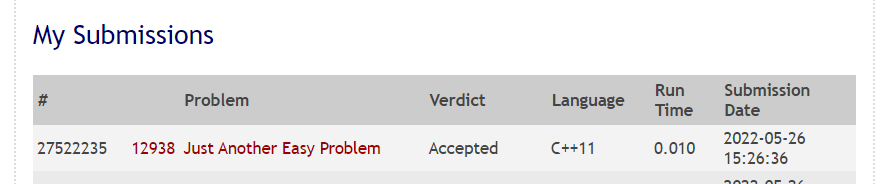 My Submissions
# Problem Verdict Language Run Time Submission Date
27522235 12938 Just Another Easy Problem Accepted C++11 0.010 2022-05-26 15:26:36